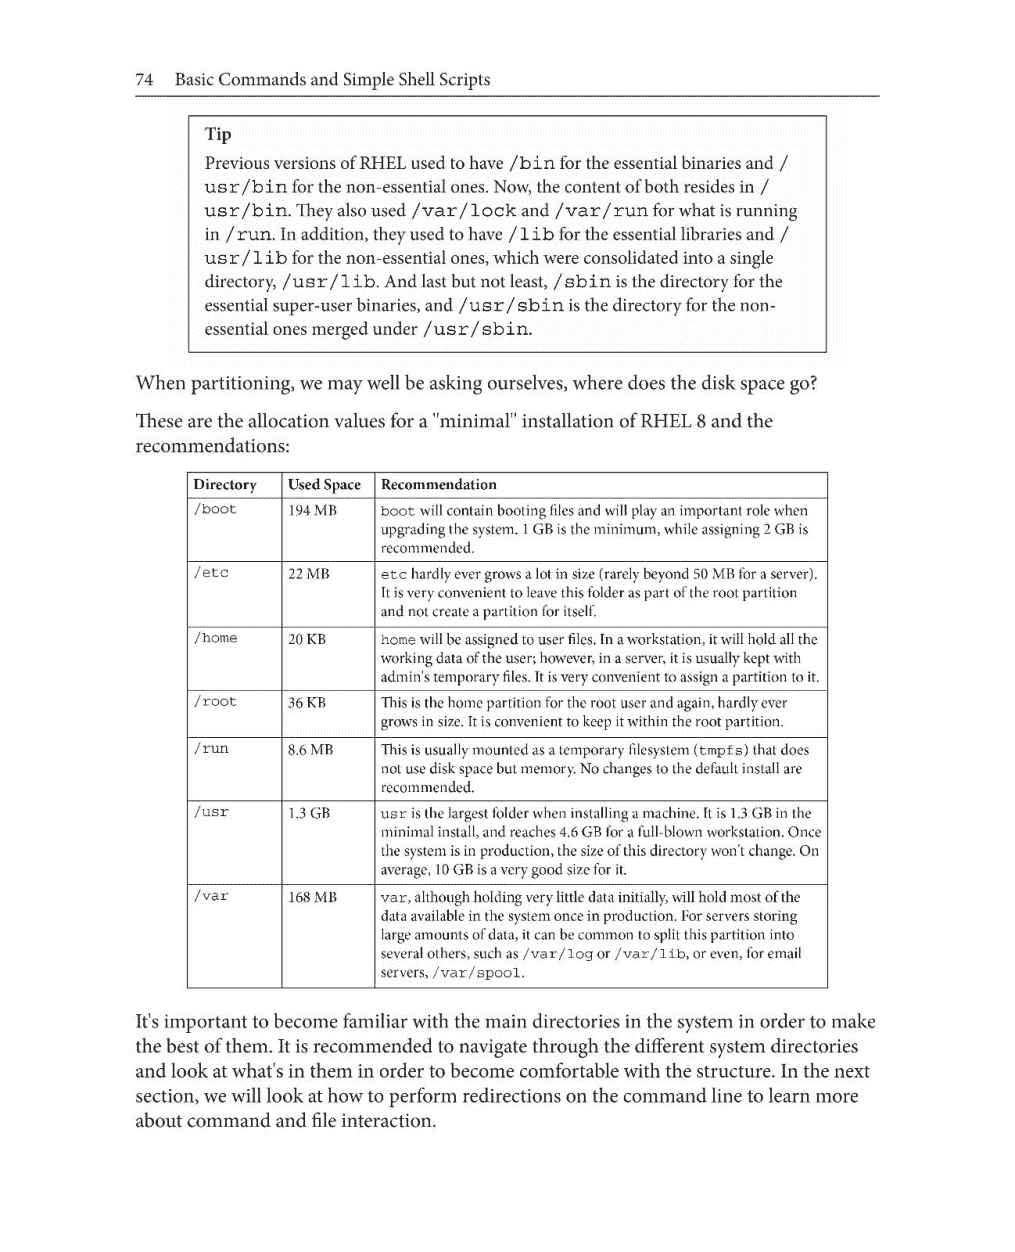 74 Basic Commands and Simple Shell Scripts
Tip
Previous versions of RHEL used to have /bin for the essential binaries and /
usr/bin for the non-essential ones. Now, the content of both resides in /
usr/bin. They also used /var/lock and /var/run for what is running
in /run. In addition, they used to have /lib for the essential libraries and /
usr/lib for the non-essential ones, which were consolidated into a single
directory, /usr/lib. And last but not least, /sbin is the directory for the
essential super-user binaries, and /usr/sbin is the directory for the non-
essential ones merged under /usr/sbin.
When partitioning, we may well be asking ourselves, where does the disk space go?
These are the allocation values for a "minimal" installation of RHEL 8 and the
recommendations:
Directory Used Space Recommendation
/boot 194 MB boot will contain booting files and will play an important role when
upgrading the system. 1 GB is the minimum, while assigning 2 GB is
recommended.
/etc 22 MB etc hardly ever grows a lot in size (rarely beyond 50 MB for a server).
It is very convenient to leave this folder as part of the root partition
and not create a partition for itself.
/home 20 KB home will be assigned to user files. In a workstation, it will hold all the
working data of the user; however, in a server, it is usually kept with
admin's temporary files. It is very convenient to assign a partition to it.
/root 36 KB This is the home partition for the root user and again, hardly ever
grows in size. It is convenient to keep it within the root partition.
/run 8.6 MB This is usually mounted as a temporary filesystem (tmpfs) that does
not use disk space but memory. No changes to the default install are
recommended.
/usr 1.3 GB usr is the largest folder when installing a machine. It is 1.3 GB in the
minimal install, and reaches 4.6 GB for a full-blown workstation. Once
the system is in production, the size of this directory won't change. On
average, 10 GB is a very good size for it.
/var 168 MB var, although holding very little data initially, will hold most of the
data available in the system once in production. For servers storing
large amounts of data, it can be common to split this partition into
several others, such as /var/log or /var/lib, or even, for email
servers, /var/spool.
It's important to become familiar with the main directories in the system in order to make
the best of them. It is recommended to navigate through the different system directories
and look at what's in them in order to become comfortable with the structure. In the next
section, we will look at how to perform redirections on the command line to learn more
about command and file interaction.